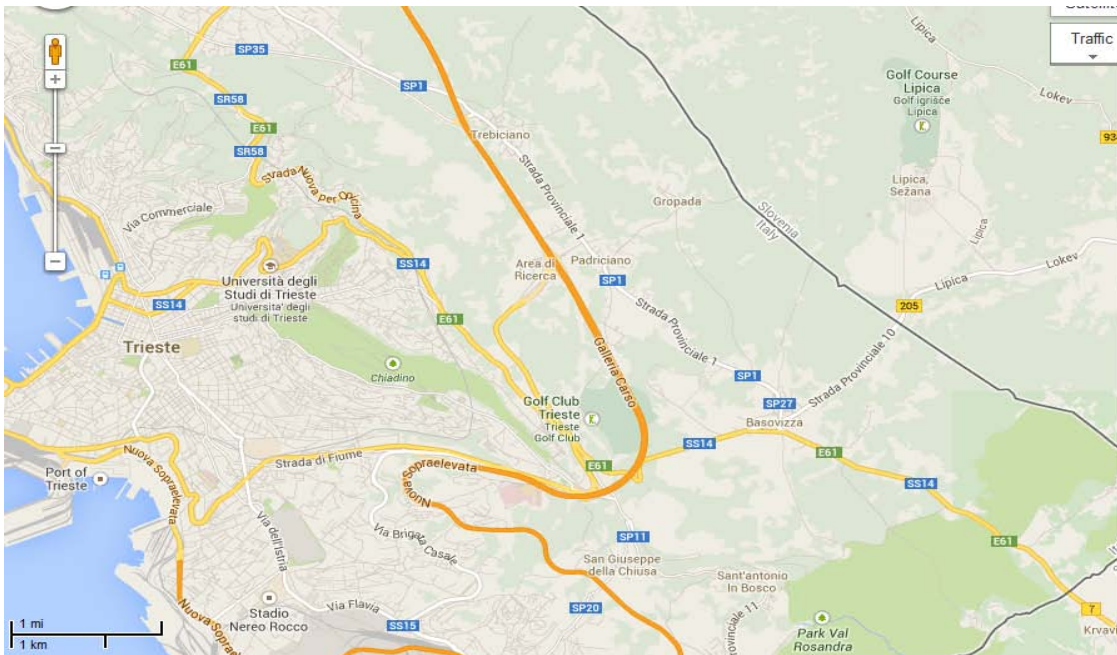 Traffic
Lipica
SP35
E61
SP1
Golf Course
Lipica
Golf igrišče
Lipica
Lokev
SR58
E61
Trebiciano
SR58
Strada Nuova per Opicina
Strada Provinciale 1
Lipica,
Sežana
Gropada
Via Commerciale
Slovenia
Italy
Lipica
Area di
Ricerca
Padriciano
SS14
SP1
Lokev
Università degli
Studi di Trieste
Universita' degli
studi di Trieste
Lipica
SS14
205
E61
Strada Provinciale 1
Trieste
Galleria Carso
Strada Provinciale 10
Chiadino
SP1
Golf Club
Trieste
Trieste
Golf Club
SP27
Basovizza
SS14
E61
Nuova Sopraelevata
Strada di Fiume
Nuova Sopraelevata
E61
Port of
Trieste
SS14
Via dell'Istria
Via Brigata Casale
SP11
E61
San Giuseppe
della Chiusa
Sant'antonio
In Bosco
Nuova Soprae
Stadio
Nereo Rocco
Via Flavia
SP20
7
SS15
rovinciale 11
Park Val
Rosandra
Krvavi
1 mi
1 km